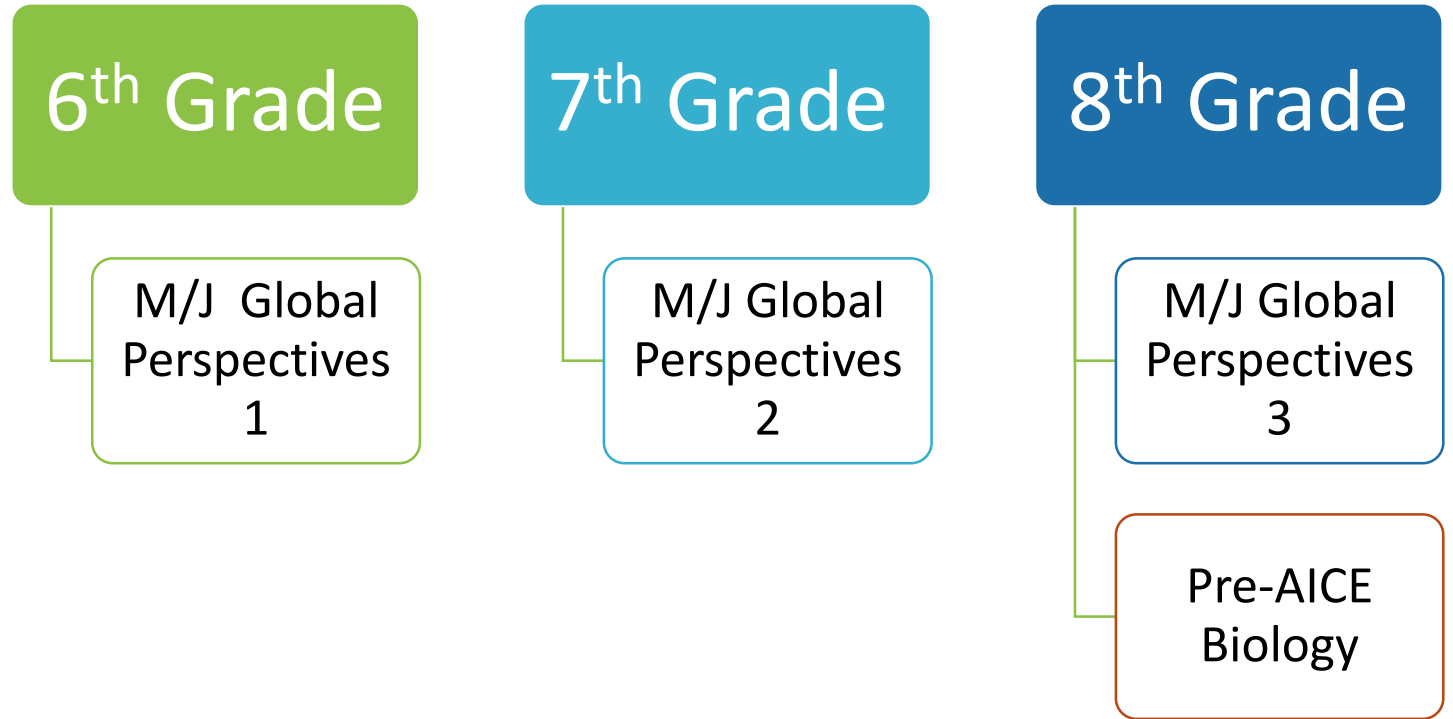 6th Grade
M/J Global
Perspectives
1
7th Grade
M/J Global
Perspectives
2
8th Grade
M/J Global
Perspectives
3
Pre-AICE
Biology